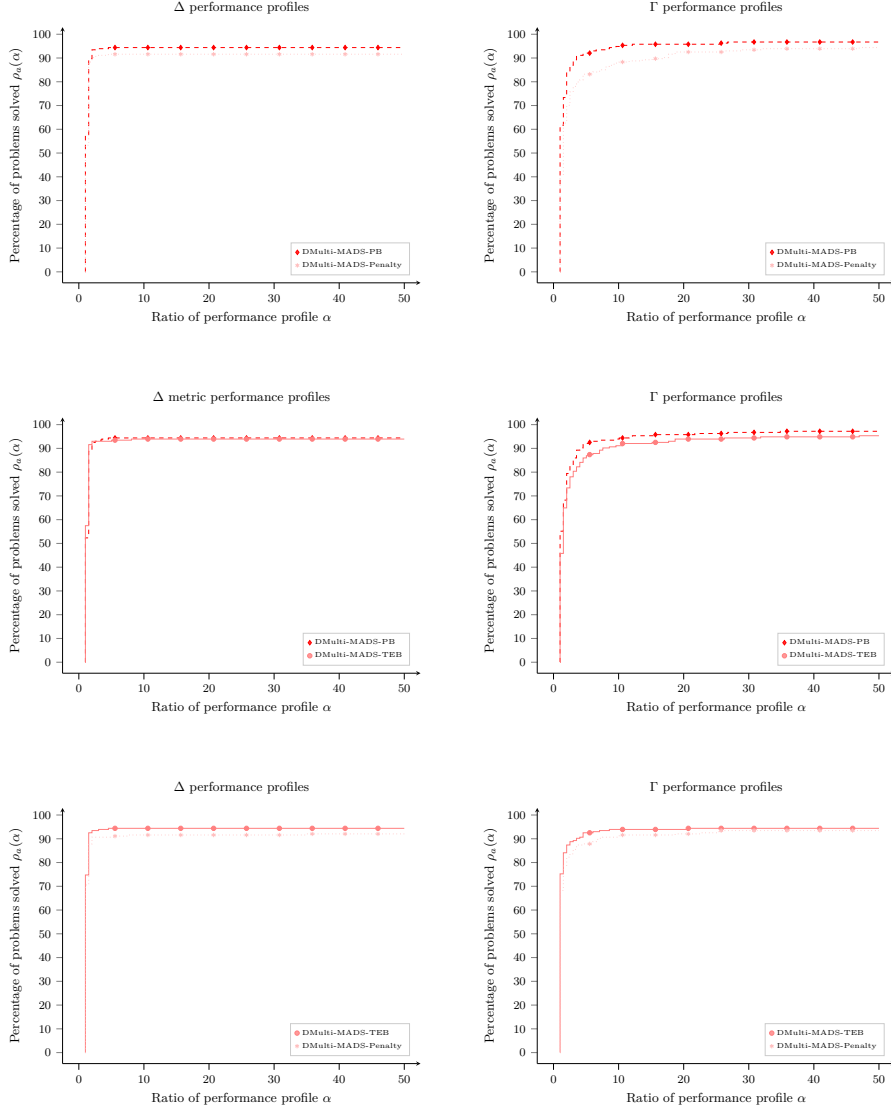 Δ performance profiles
Percentage of problems solved ρa(α)
100
90
80
70
60
50
40
30
20
10
0
DMulti-MADS-PB
DMulti-MADS-Penalty
0 10 20 30 40 50
Ratio of performance profile α
Γ performance profiles
Percentage of problems solved ρa(α)
100
90
80
70
60
50
40
30
20
10
0
DMulti-MADS-PB
DMulti-MADS-Penalty
0 10 20 30 40 50
Ratio of performance profile α
Δ metric performance profiles
Percentage of problems solved ρa(α)
100
90
80
70
60
50
40
30
20
10
0
DMulti-MADS-PB
DMulti-MADS-TEB
0 10 20 30 40 50
Ratio of performance profile α
Γ performance profiles
Percentage of problems solved ρa(α)
100
90
80
70
60
50
40
30
20
10
0
DMulti-MADS-PB
DMulti-MADS-TEB
0 10 20 30 40 50
Ratio of performance profile α
Δ performance profiles
Percentage of problems solved ρa(α)
100
90
80
70
60
50
40
30
20
10
0
DMulti-MADS-TEB
DMulti-MADS-Penalty
0 10 20 30 40 50
Ratio of performance profile α
Γ performance profiles
Percentage of problems solved ρa(α)
100
90
80
70
60
50
40
30
20
10
0
DMulti-MADS-TEB
DMulti-MADS-Penalty
0 10 20 30 40 50
Ratio of performance profile α